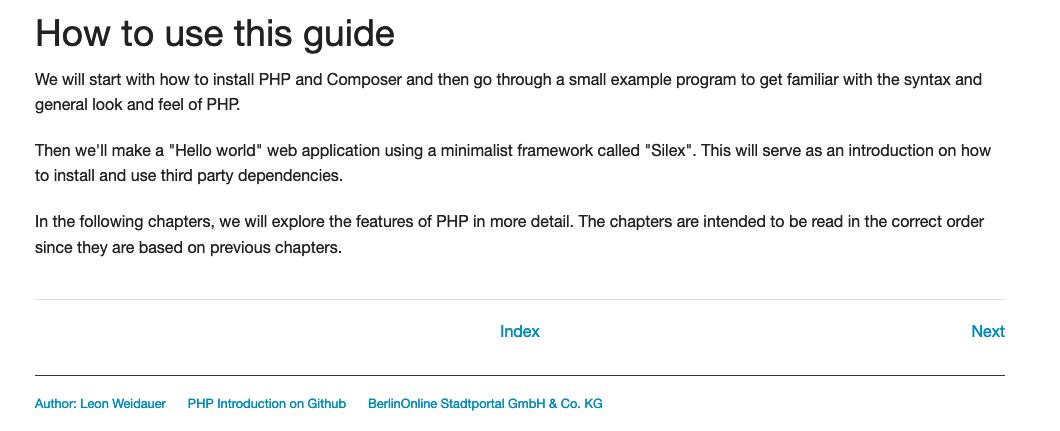 How to use this guide
We will start with how to install PHP and Composer and then go through a small example program to get familiar with the syntax and
general look and feel of PHP.
Then we'll make a "Hello world" web application using a minimalist framework called "Silex". This will serve as an introduction on how
to install and use third party dependencies.
In the following chapters, we will explore the features of PHP in more detail. The chapters are intended to be read in the correct order
since they are based on previous chapters.
Index Next
Author: Leon Weidauer PHP Introduction on Github BerlinOnline Stadtportal GmbH & Co. KG